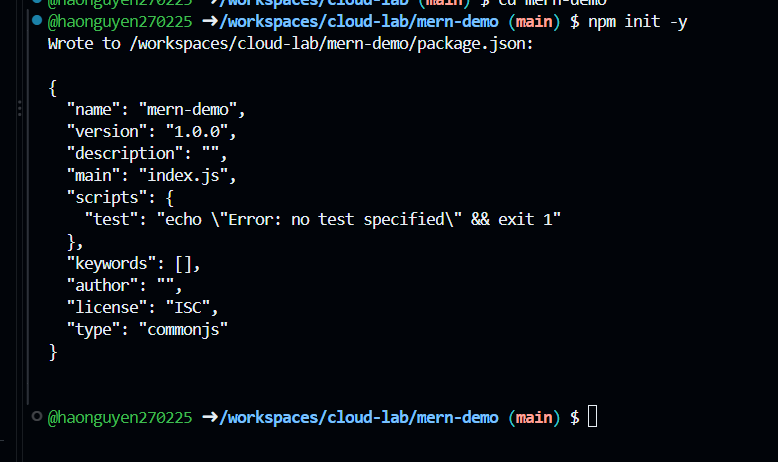 @haonguyen270225 ➜/workspaces/cloud-lab (main) $ cd mern-demo
@haonguyen270225 ➜/workspaces/cloud-lab/mern-demo (main) $ npm init -y
Wrote to /workspaces/cloud-lab/mern-demo/package.json:
{
  "name": "mern-demo",
  "version": "1.0.0",
  "description": "",
  "main": "index.js",
  "scripts": {
    "test": "echo \"Error: no test specified\" && exit 1"
  },
  "keywords": [],
  "author": "",
  "license": "ISC",
  "type": "commonjs"
}
@haonguyen270225 ➜/workspaces/cloud-lab/mern-demo (main) $